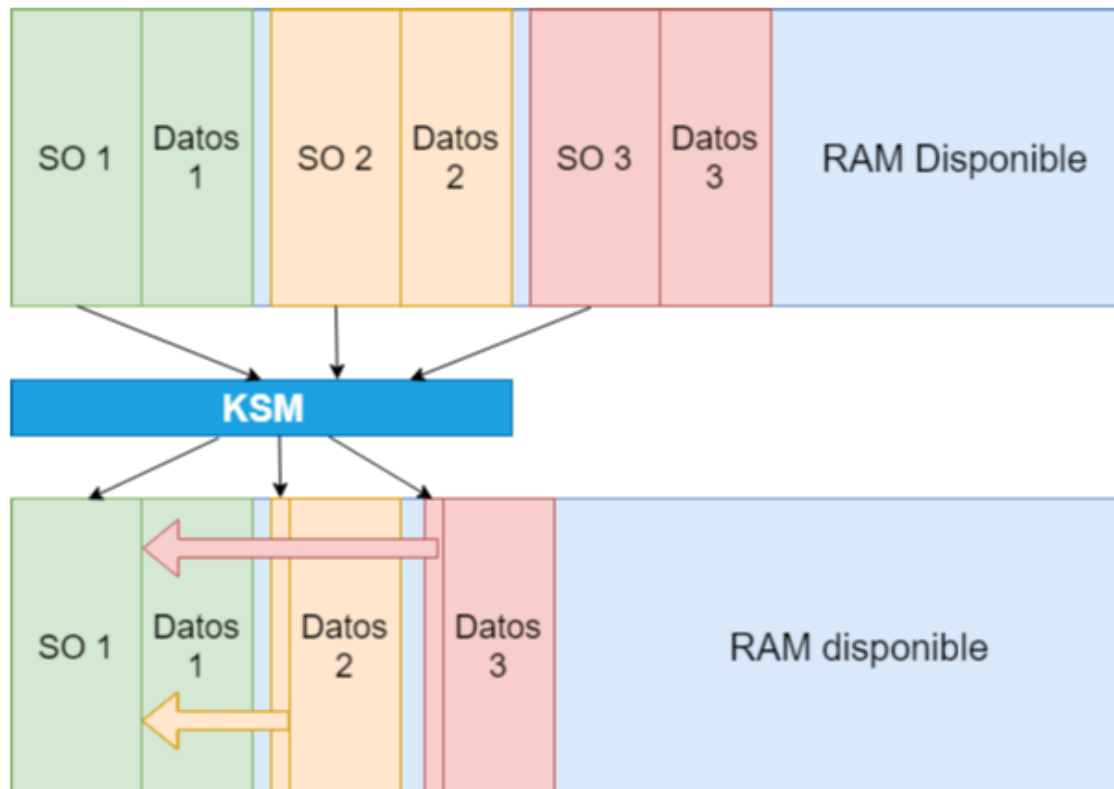 SO 1
Datos
1
SO 2
Datos
2
SO 3
Datos
3
RAM Disponible
KSM
SO 1
Datos
1
Datos
2
Datos
3
RAM disponible